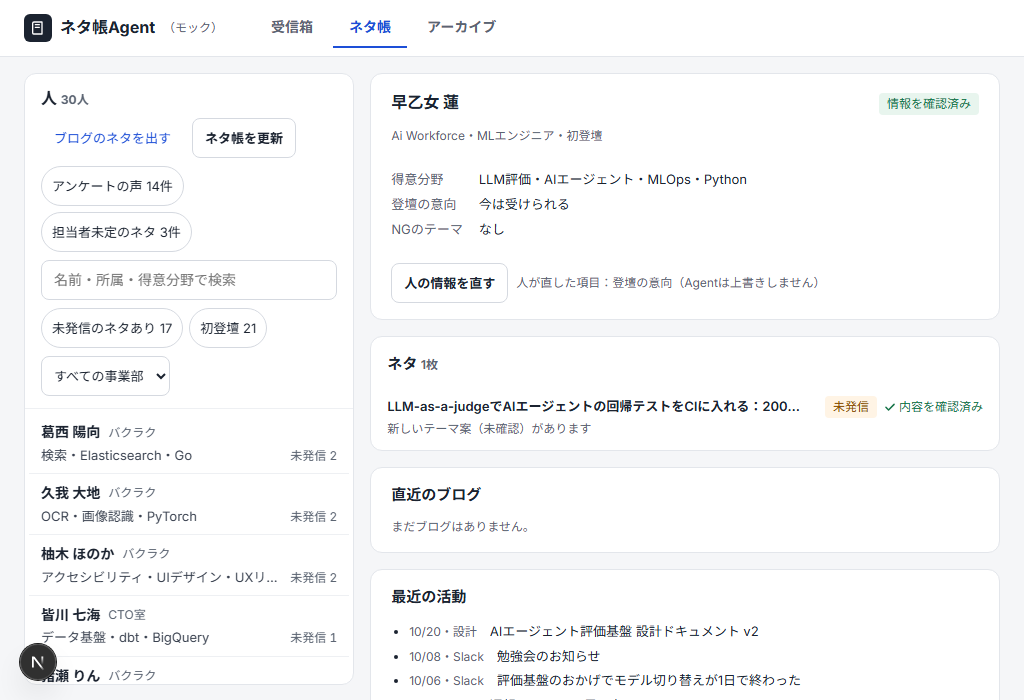 ネタ帳Agent （モック） 受信箱 ネタ帳 アーカイブ
人 30人
ブログのネタを出す ネタ帳を更新
アンケートの声 14件
担当者未定のネタ 3件
名前・所属・得意分野で検索
未発信のネタあり 17 初登壇 21
すべての事業部
葛西 陽向 バクラク
検索・Elasticsearch・Go 未発信 2
久我 大地 バクラク
OCR・画像認識・PyTorch 未発信 2
柚木 ほのか バクラク
アクセシビリティ・UIデザイン・UXリ... 未発信 2
皆川 七海 CTO室
データ基盤・dbt・BigQuery 未発信 1
瀬 りん バクラク
N
早乙女 蓮 情報を確認済み
Ai Workforce・MLエンジニア・初登壇
得意分野 LLM評価・AIエージェント・MLOps・Python
登壇の意向 今は受けられる
NGのテーマ なし
人の情報を直す 人が直した項目：登壇の意向（Agentは上書きしません）
ネタ 1枚
LLM-as-a-judgeでAIエージェントの回帰テストをCIに入れる：200... 未発信 ✓ 内容を確認済み
新しいテーマ案（未確認）があります
直近のブログ
まだブログはありません。
最近の活動
• 10/20・設計 AIエージェント評価基盤 設計ドキュメント v2
• 10/08・Slack 勉強会のお知らせ
• 10/06・Slack 評価基盤のおかげでモデル切り替えが1日で終わった